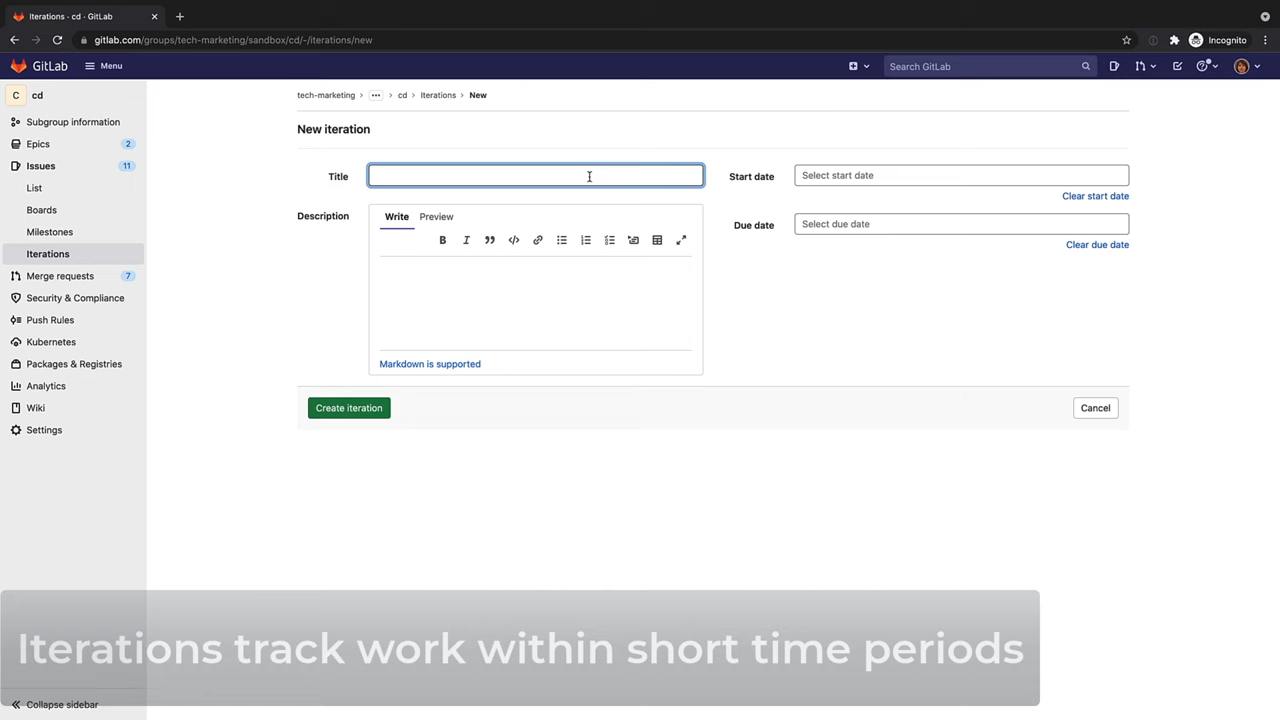 Iterations · cd · GitLab
gitlab.com/groups/tech-marketing/sandbox/cd/-/iterations/new
Incognito
GitLab
Menu
Search GitLab
C
cd
Subgroup information
Epics
2
Issues
11
List
Boards
Milestones
Iterations
Merge requests
7
Security & Compliance
Push Rules
Kubernetes
Packages & Registries
Analytics
Wiki
Settings
Collapse sidebar
tech-marketing > ••• > cd > Iterations > New
New iteration
Title
Description
Write Preview
Markdown is supported
Start date
Select start date
Clear start date
Due date
Select due date
Clear due date
Create iteration
Cancel
Iterations track work within short time periods